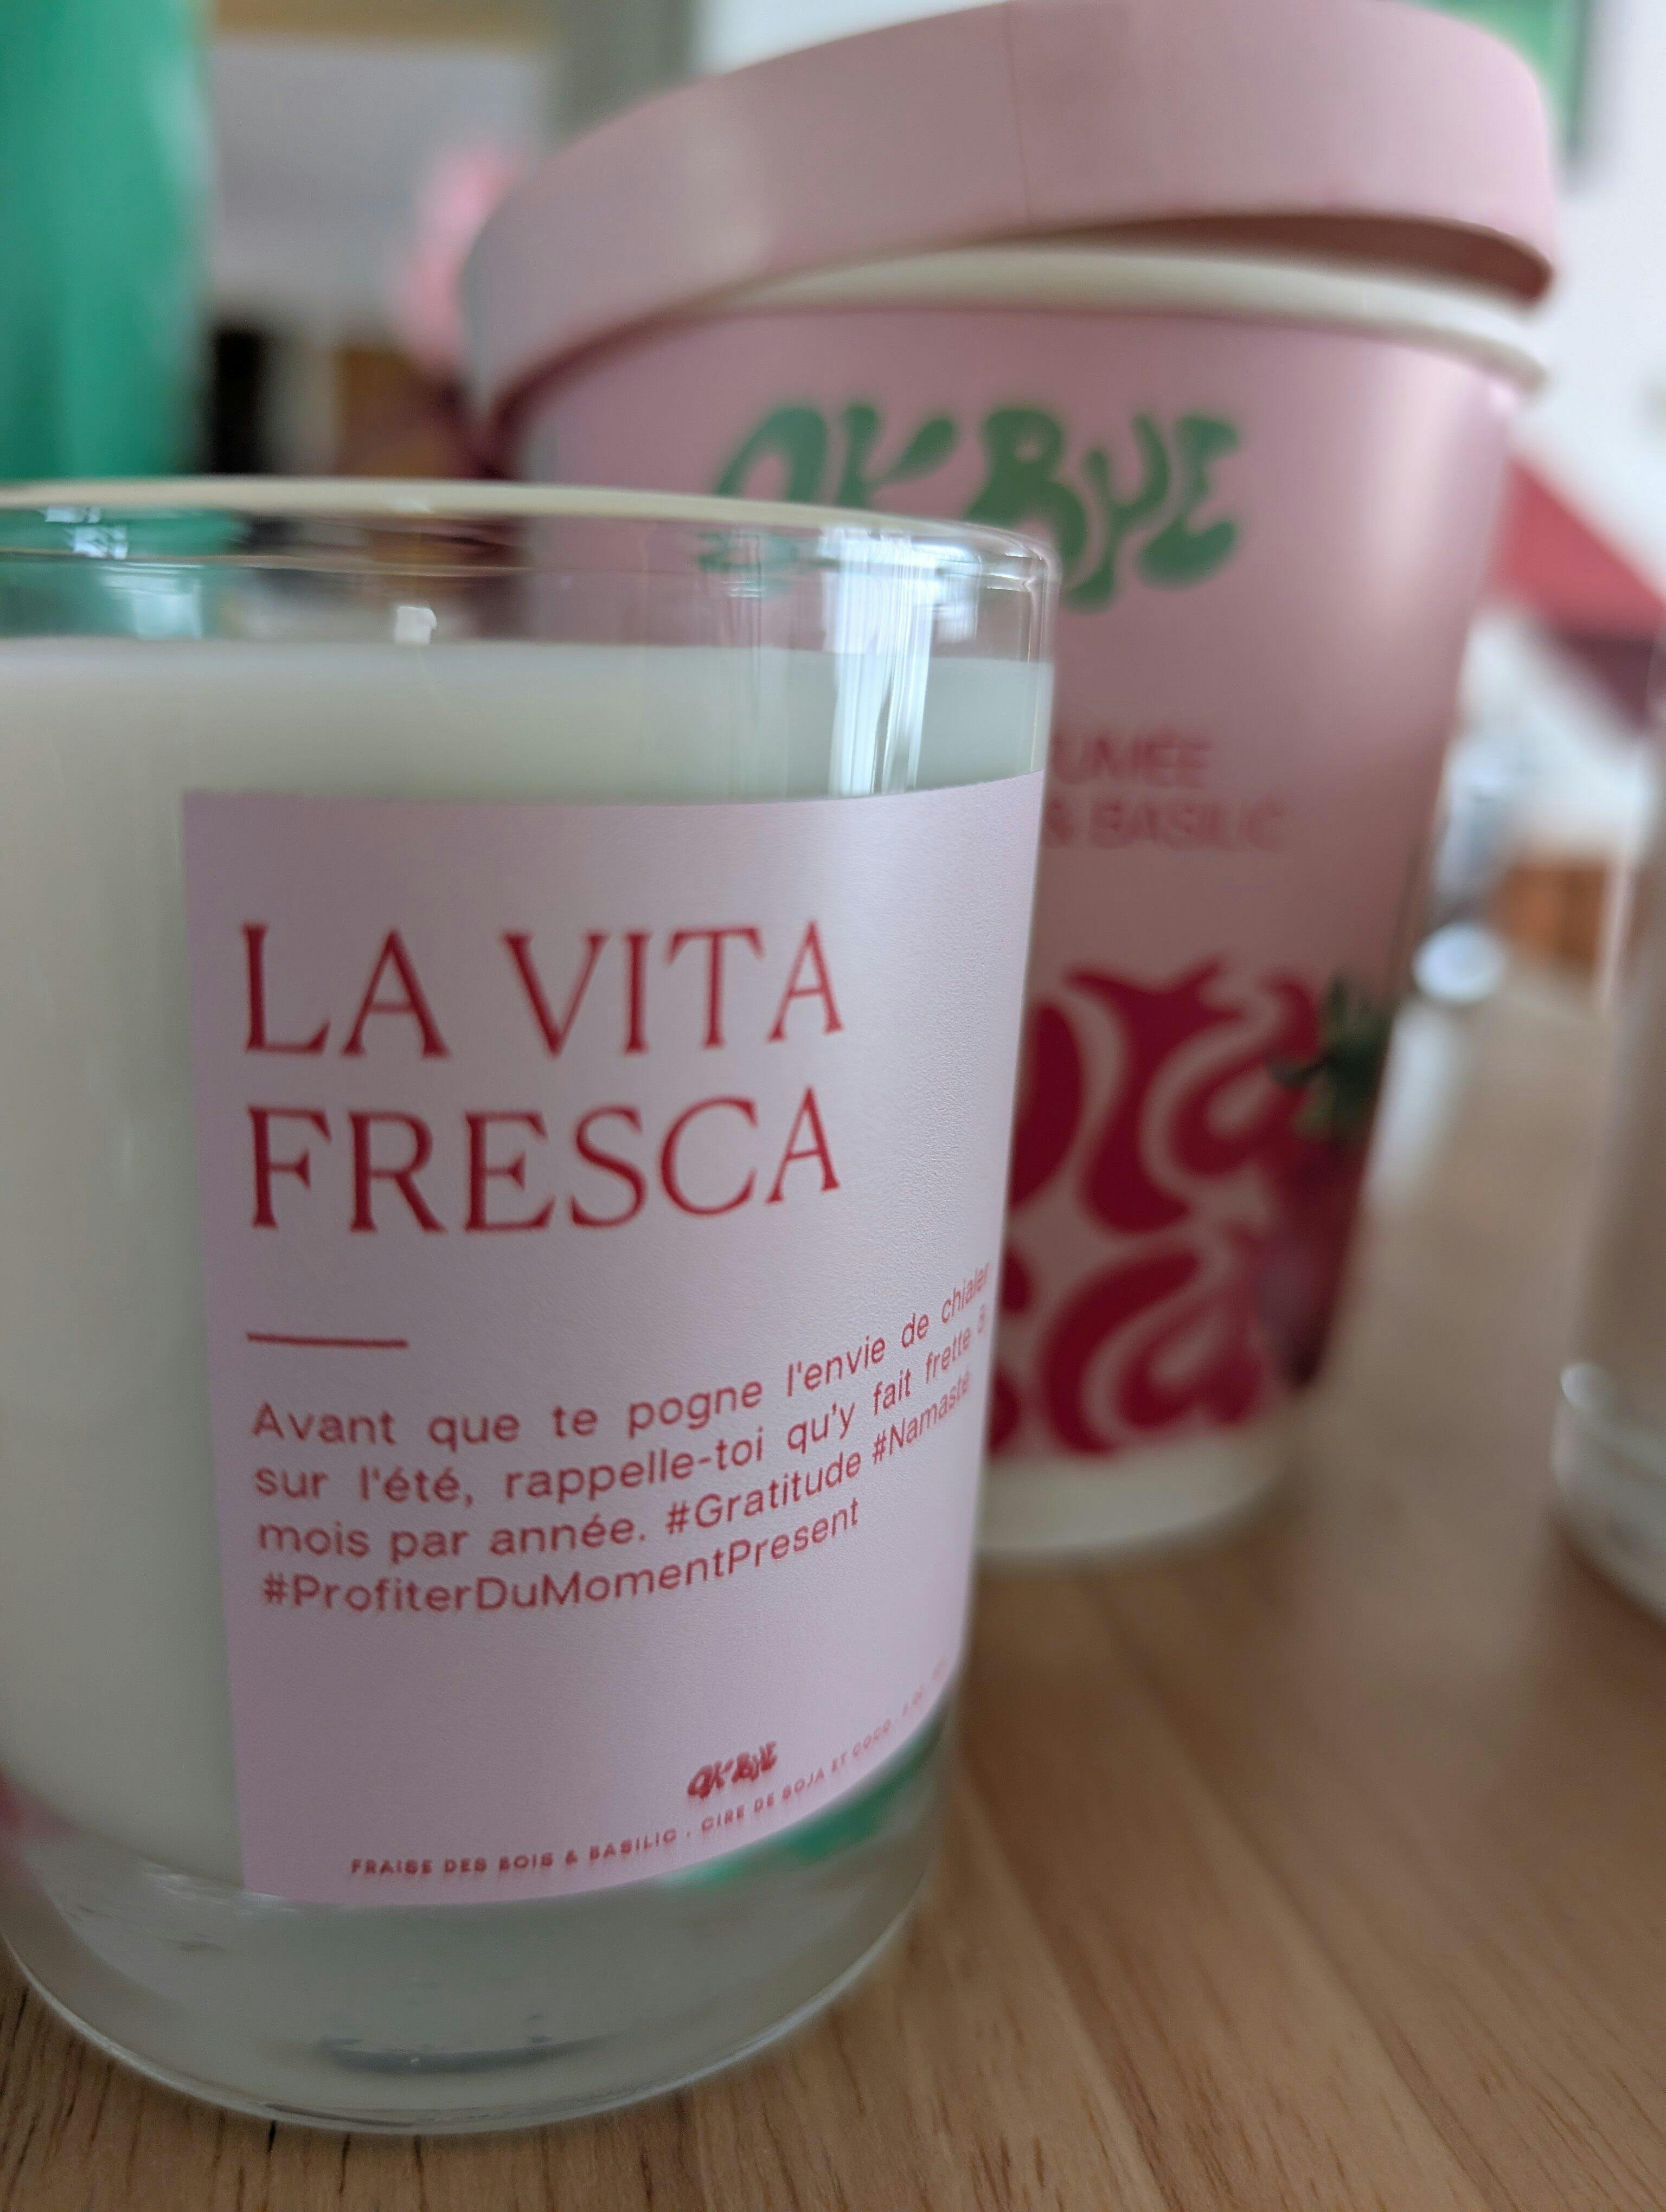 LA VITA
FRESCA
Avant que te pogne l'envie de chialer
sur l'été, rappelle-toi qu'y fait frette 8
mois par année. #Gratitude #Namasté
#ProfiterDuMomentPresent
OK BYE
FRAISE DES BOIS & BASILIC · CIRE DE SOJA ET COCO
OK BYE
& BASILIC